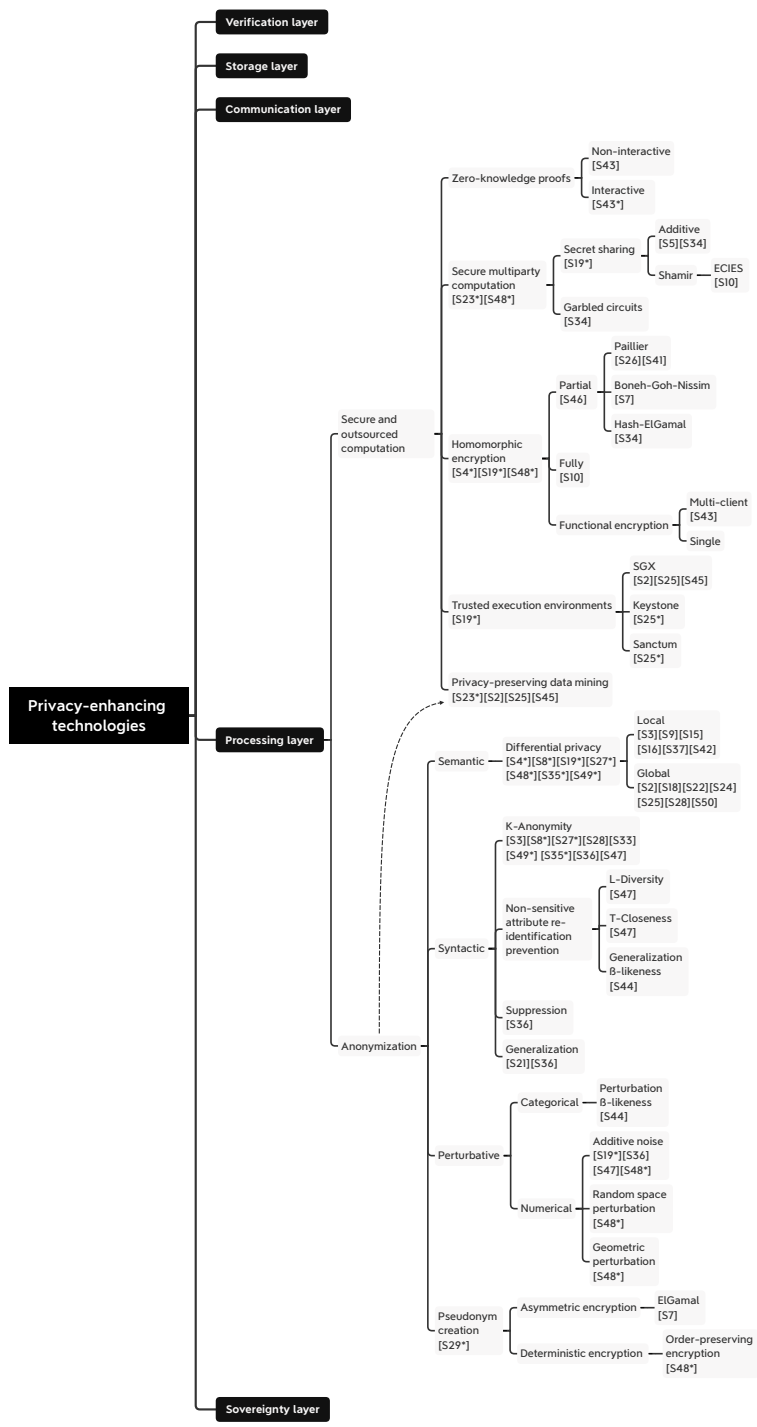 Verification layer
Storage layer
Communication layer
Non-interactive
[S43]
Zero-knowledge proofs
Interactive
[S43*]
Additive
[S5][S34]
Secret sharing
[S19*]
Shamir
ECIES
[S10]
Secure multiparty
computation
[S23*][S48*]
Garbled circuits
[S34]
Paillier
[S26][S41]
Partial
[S46]
Boneh-Goh-Nissim
[S7]
Hash-ElGamal
[S34]
Secure and
outsourced
computation
Homomorphic
encryption
[S4*][S19*][S48*]
Fully
[S10]
Multi-client
[S43]
Functional encryption
Single
SGX
[S2][S25][S45]
Trusted execution environments
[S19*]
Keystone
[S25*]
Sanctum
[S25*]
Privacy-preserving data mining
[S23*][S2][S25][S45]
Privacy-enhancing
technologies
Processing layer
Local
[S3][S9][S15]
[S16][S37][S42]
Semantic
Differential privacy
[S4*][S8*][S19*][S27*]
[S48*][S35*][S49*]
Global
[S2][S18][S22][S24]
[S25][S28][S50]
K-Anonymity
[S3][S8*][S27*][S28][S33]
[S49*] [S35*][S36][S47]
L-Diversity
[S47]
Non-sensitive
attribute re-
identification
prevention
T-Closeness
[S47]
Syntactic
Generalization
ß-likeness
[S44]
Suppression
[S36]
Anonymization
Generalization
[S21][S36]
Categorical
Perturbation
ß-likeness
[S44]
Perturbative
Additive noise
[S19*][S36]
[S47][S48*]
Numerical
Random space
perturbation
[S48*]
Geometric
perturbation
[S48*]
Pseudonym
creation
[S29*]
Asymmetric encryption
ElGamal
[S7]
Deterministic encryption
Order-preserving
encryption
[S48*]
Sovereignty layer